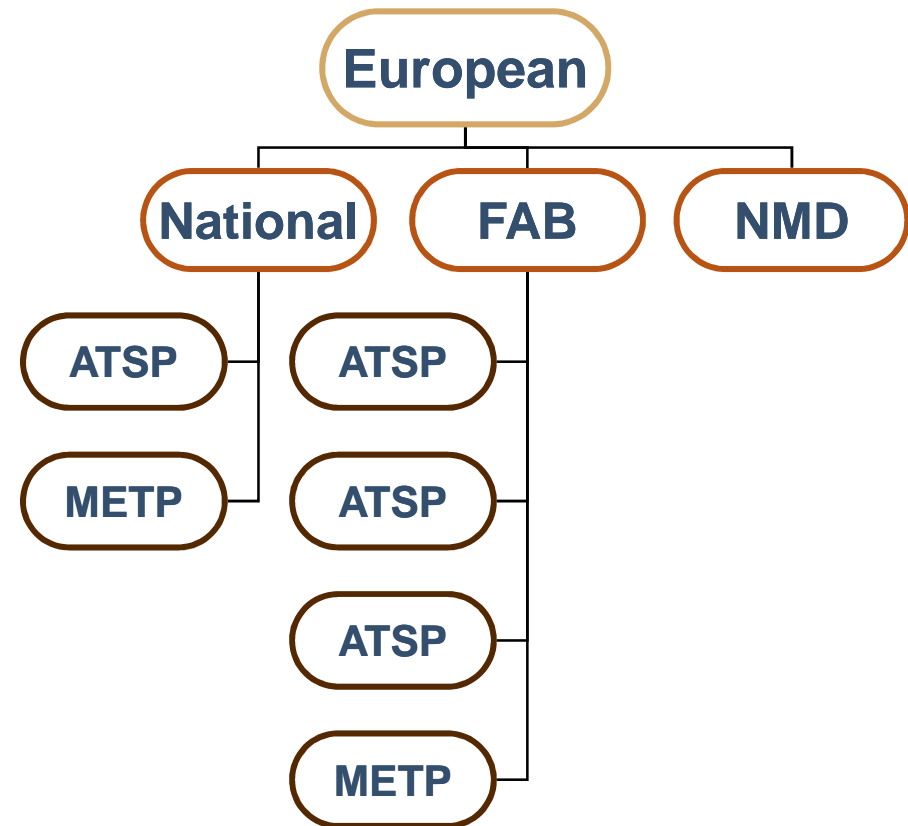 European
National
FAB
NMD
ATSP
METP
ATSP
ATSP
ATSP
METP